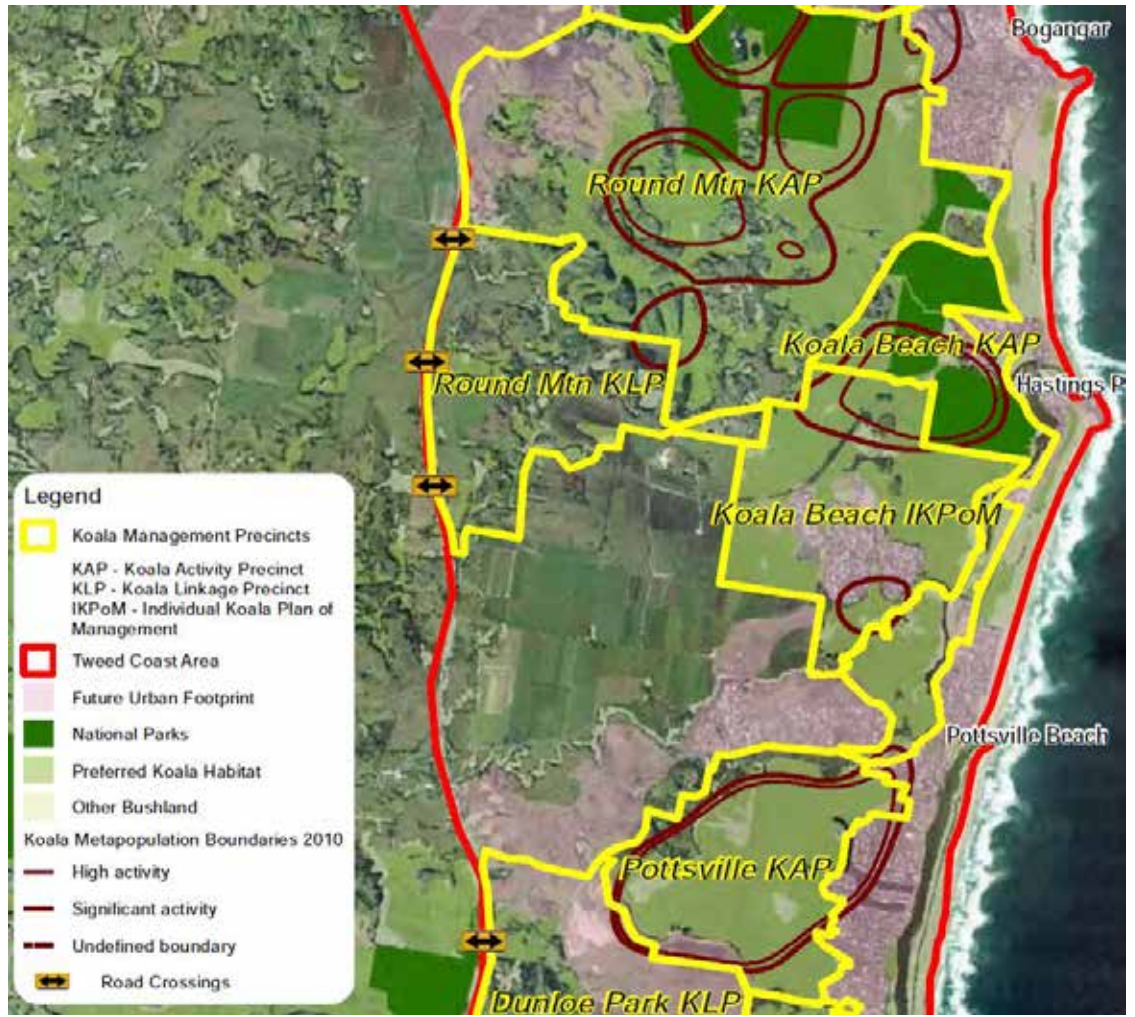 Bogangar
Round Mtn KAP
Koala Beach KAP
Round Mtn KLP
Hastings P
Koala Beach IKPoM
Pottsville Beach
Pottsville KAP
Dunloe Park KLP
Legend
Koala Management Precincts
KAP - Koala Activity Precinct
KLP - Koala Linkage Precinct
IKPoM - Individual Koala Plan of
Management
Tweed Coast Area
Future Urban Footprint
National Parks
Preferred Koala Habitat
Other Bushland
Koala Metapopulation Boundaries 2010
High activity
Significant activity
Undefined boundary
Road Crossings